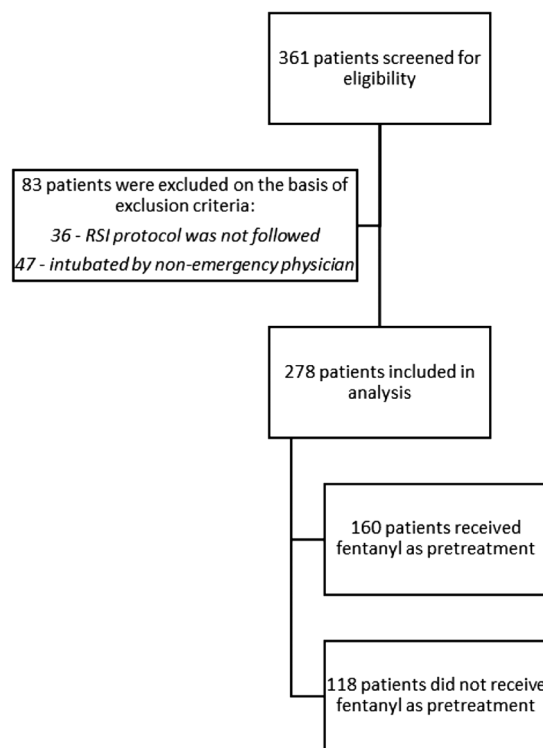 361 patients screened for
eligibility
83 patients were excluded on the basis of
exclusion criteria:
36 - RSI protocol was not followed
47 - intubated by non-emergency physician
278 patients included in
analysis
160 patients received
fentanyl as pretreatment
118 patients did not receive
fentanyl as pretreatment